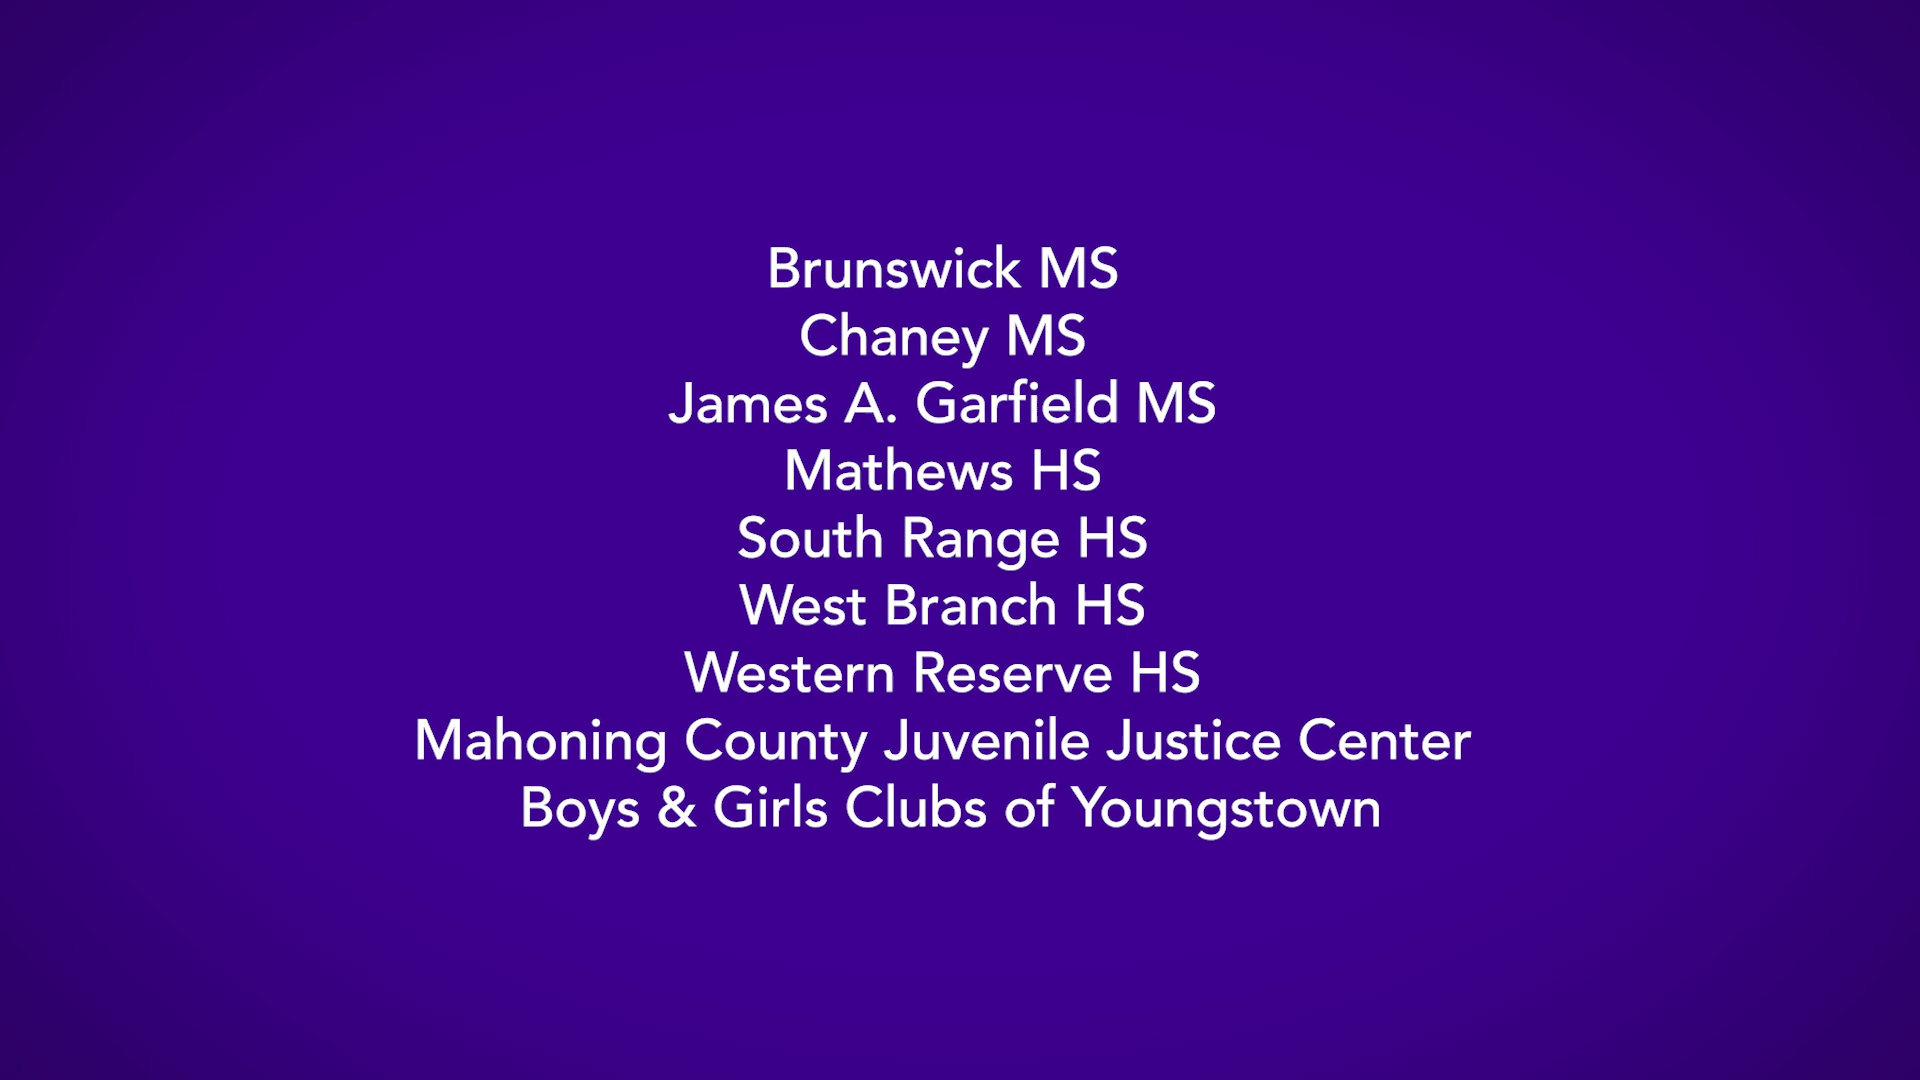 Brunswick MS
Chaney MS
James A. Garfield MS
Mathews HS
South Range HS
West Branch HS
Western Reserve HS
Mahoning County Juvenile Justice Center
Boys & Girls Clubs of Youngstown